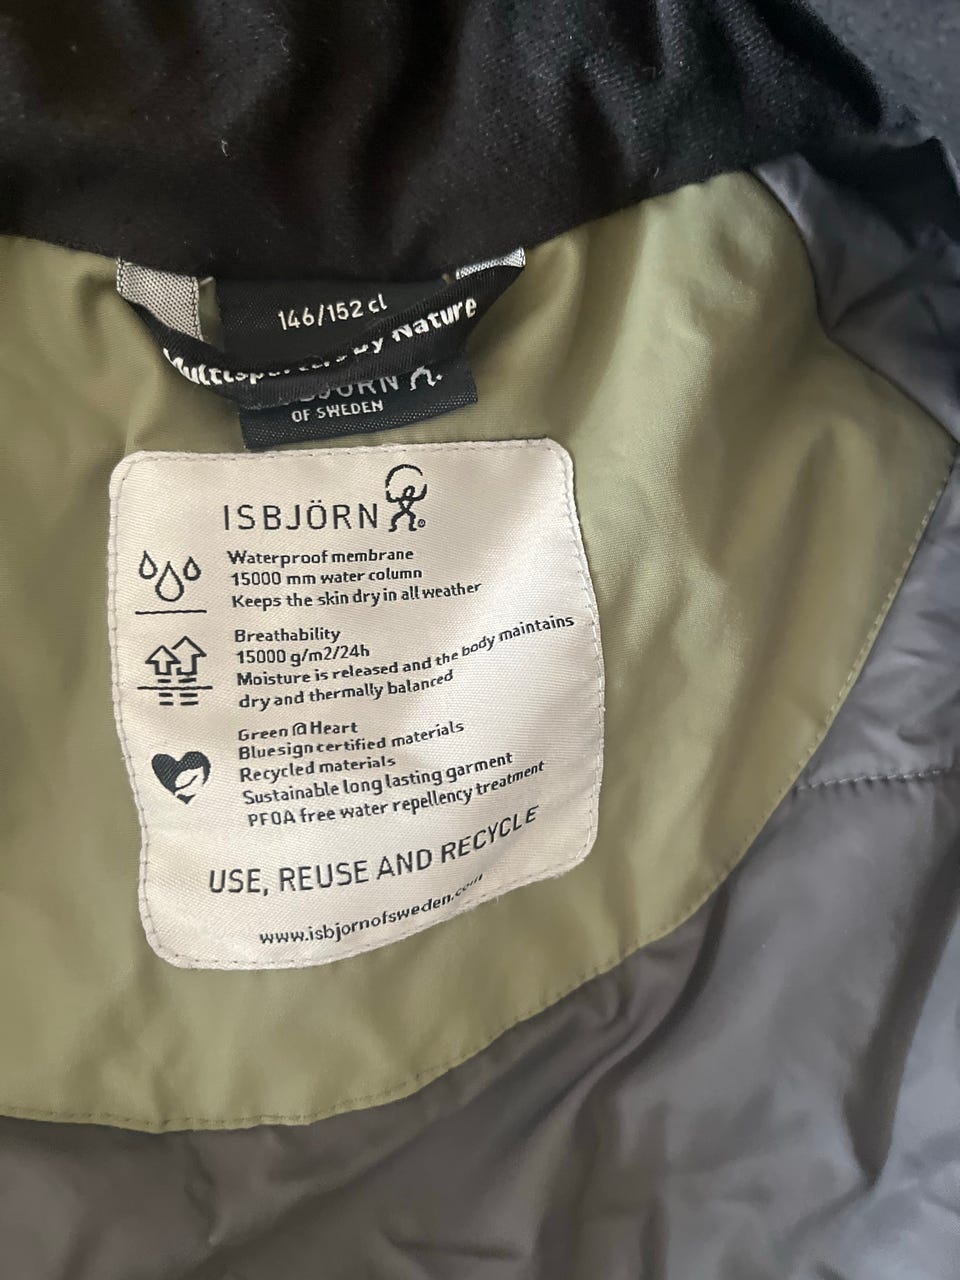 146/152 cl
Multisporters by Nature
OF SWEDEN
ISBJÖRN
Waterproof membrane
15000 mm water column
Keeps the skin dry in all weather
Breathability
15000 g/m2/24h
Moisture is released and the body maintains
dry and thermally balanced
Green @ Heart
Bluesign certified materials
Recycled materials
Sustainable long lasting garment
PFOA free water repellency treatment
USE, REUSE AND RECYCLE
www.isbjornofsweden.com